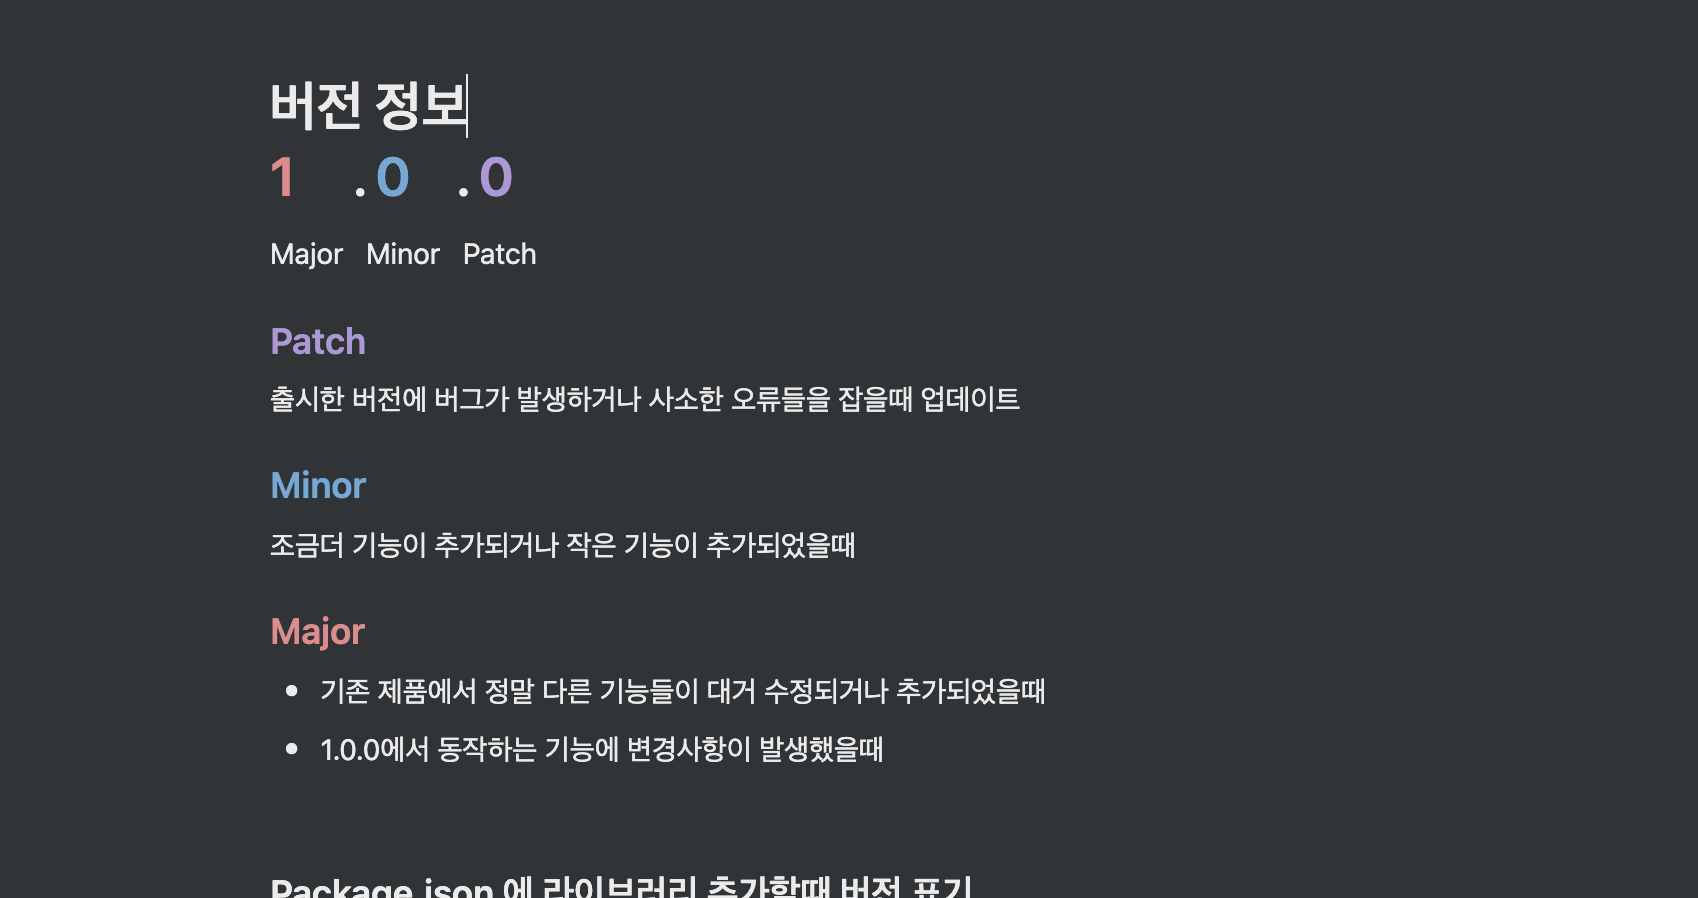 버전 정보
1 .0 .0
Major Minor Patch
Patch
출시한 버전에 버그가 발생하거나 사소한 오류들을 잡을때 업데이트
Minor
조금더 기능이 추가되거나 작은 기능이 추가되었을때
Major
• 기존 제품에서 정말 다른 기능들이 대거 수정되거나 추가되었을때
• 1.0.0에서 동작하는 기능에 변경사항이 발생했을때
Package.json 에 라이브러리 추가할때 버전 표기